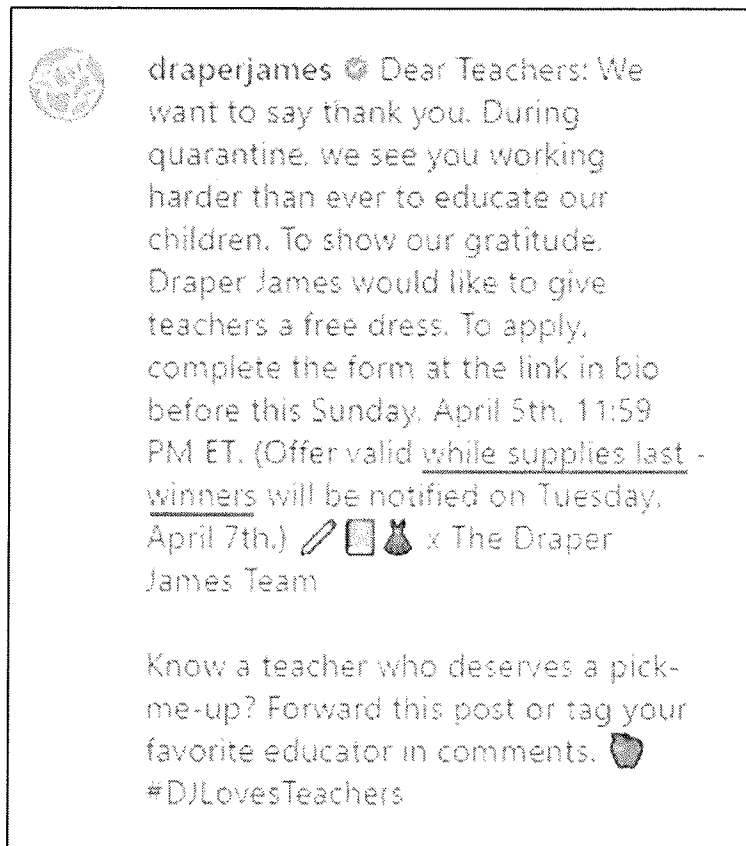 draperjames Dear Teachers: We
want to say thank you. During
quarantine, we see you working
harder than ever to educate our
children. To show our gratitude,
Draper James would like to give
teachers a free dress. To apply,
complete the form at the link in bio
before this Sunday, April 5th, 11:59
PM ET. (Offer valid while supplies last -
winners will be notified on Tuesday,
April 7th.) x The Draper
James Team
Know a teacher who deserves a pick-
me-up? Forward this post or tag your
favorite educator in comments.
#DJLovesTeachers